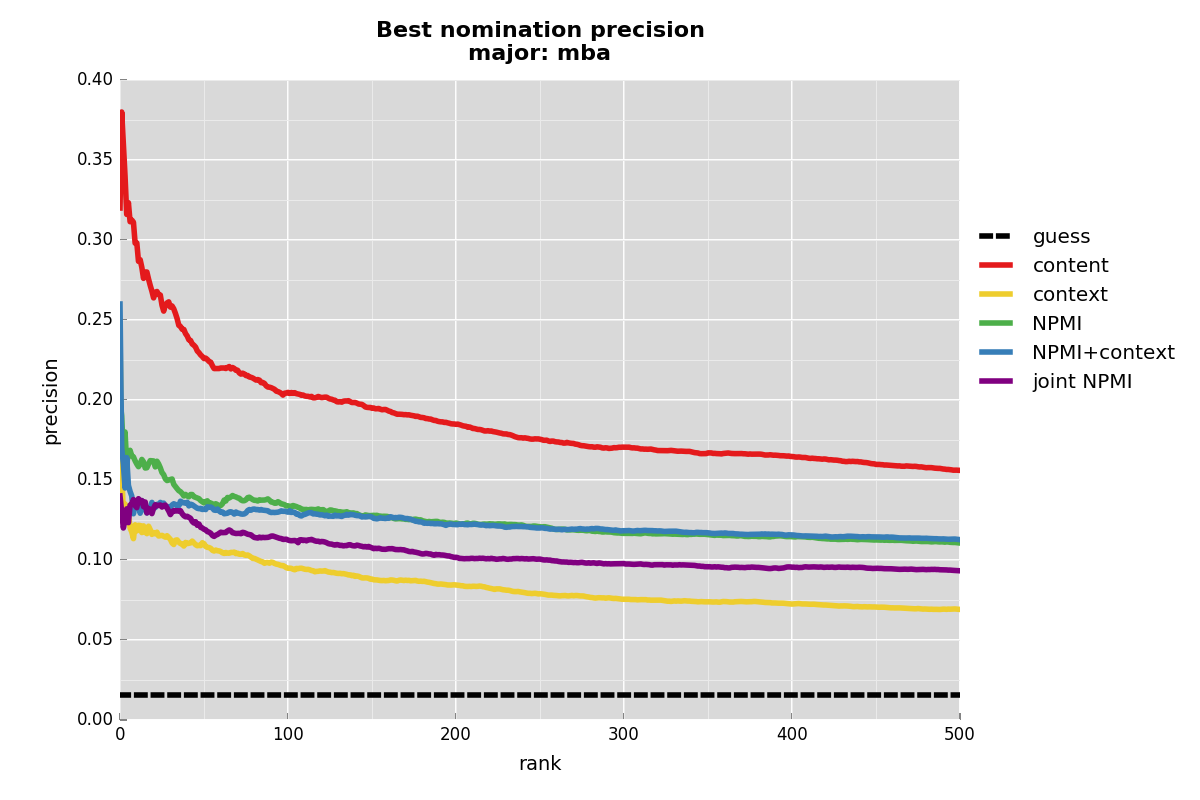 Best nomination precision
major: mba
0.40
0.35
0.30
0.25
0.20
0.15
0.10
0.05
0.00
precision
0 100 200 300 400 500
rank
guess
content
context
NPMI
NPMI+context
joint NPMI